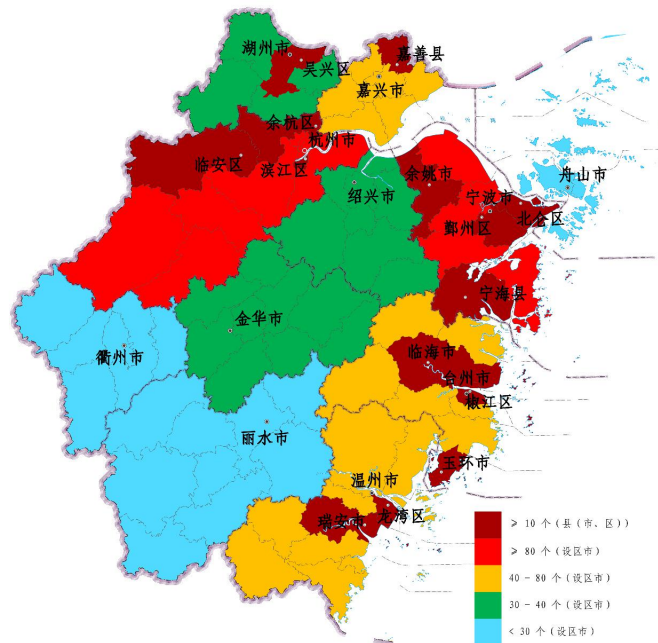 湖州市
吴兴区
嘉善县
嘉兴市
余杭区
杭州市
临安区
滨江区
余姚市
舟山市
绍兴市
宁波市
北仑区
鄞州区
宁海县
金华市
衢州市
临海市
台州市
椒江区
丽水市
玉环市
温州市
瑞安市
龙湾区
≥ 10 个(县(市、区))
≥ 80 个(设区市)
40 - 80 个(设区市)
30 - 40 个(设区市)
< 30 个(设区市)